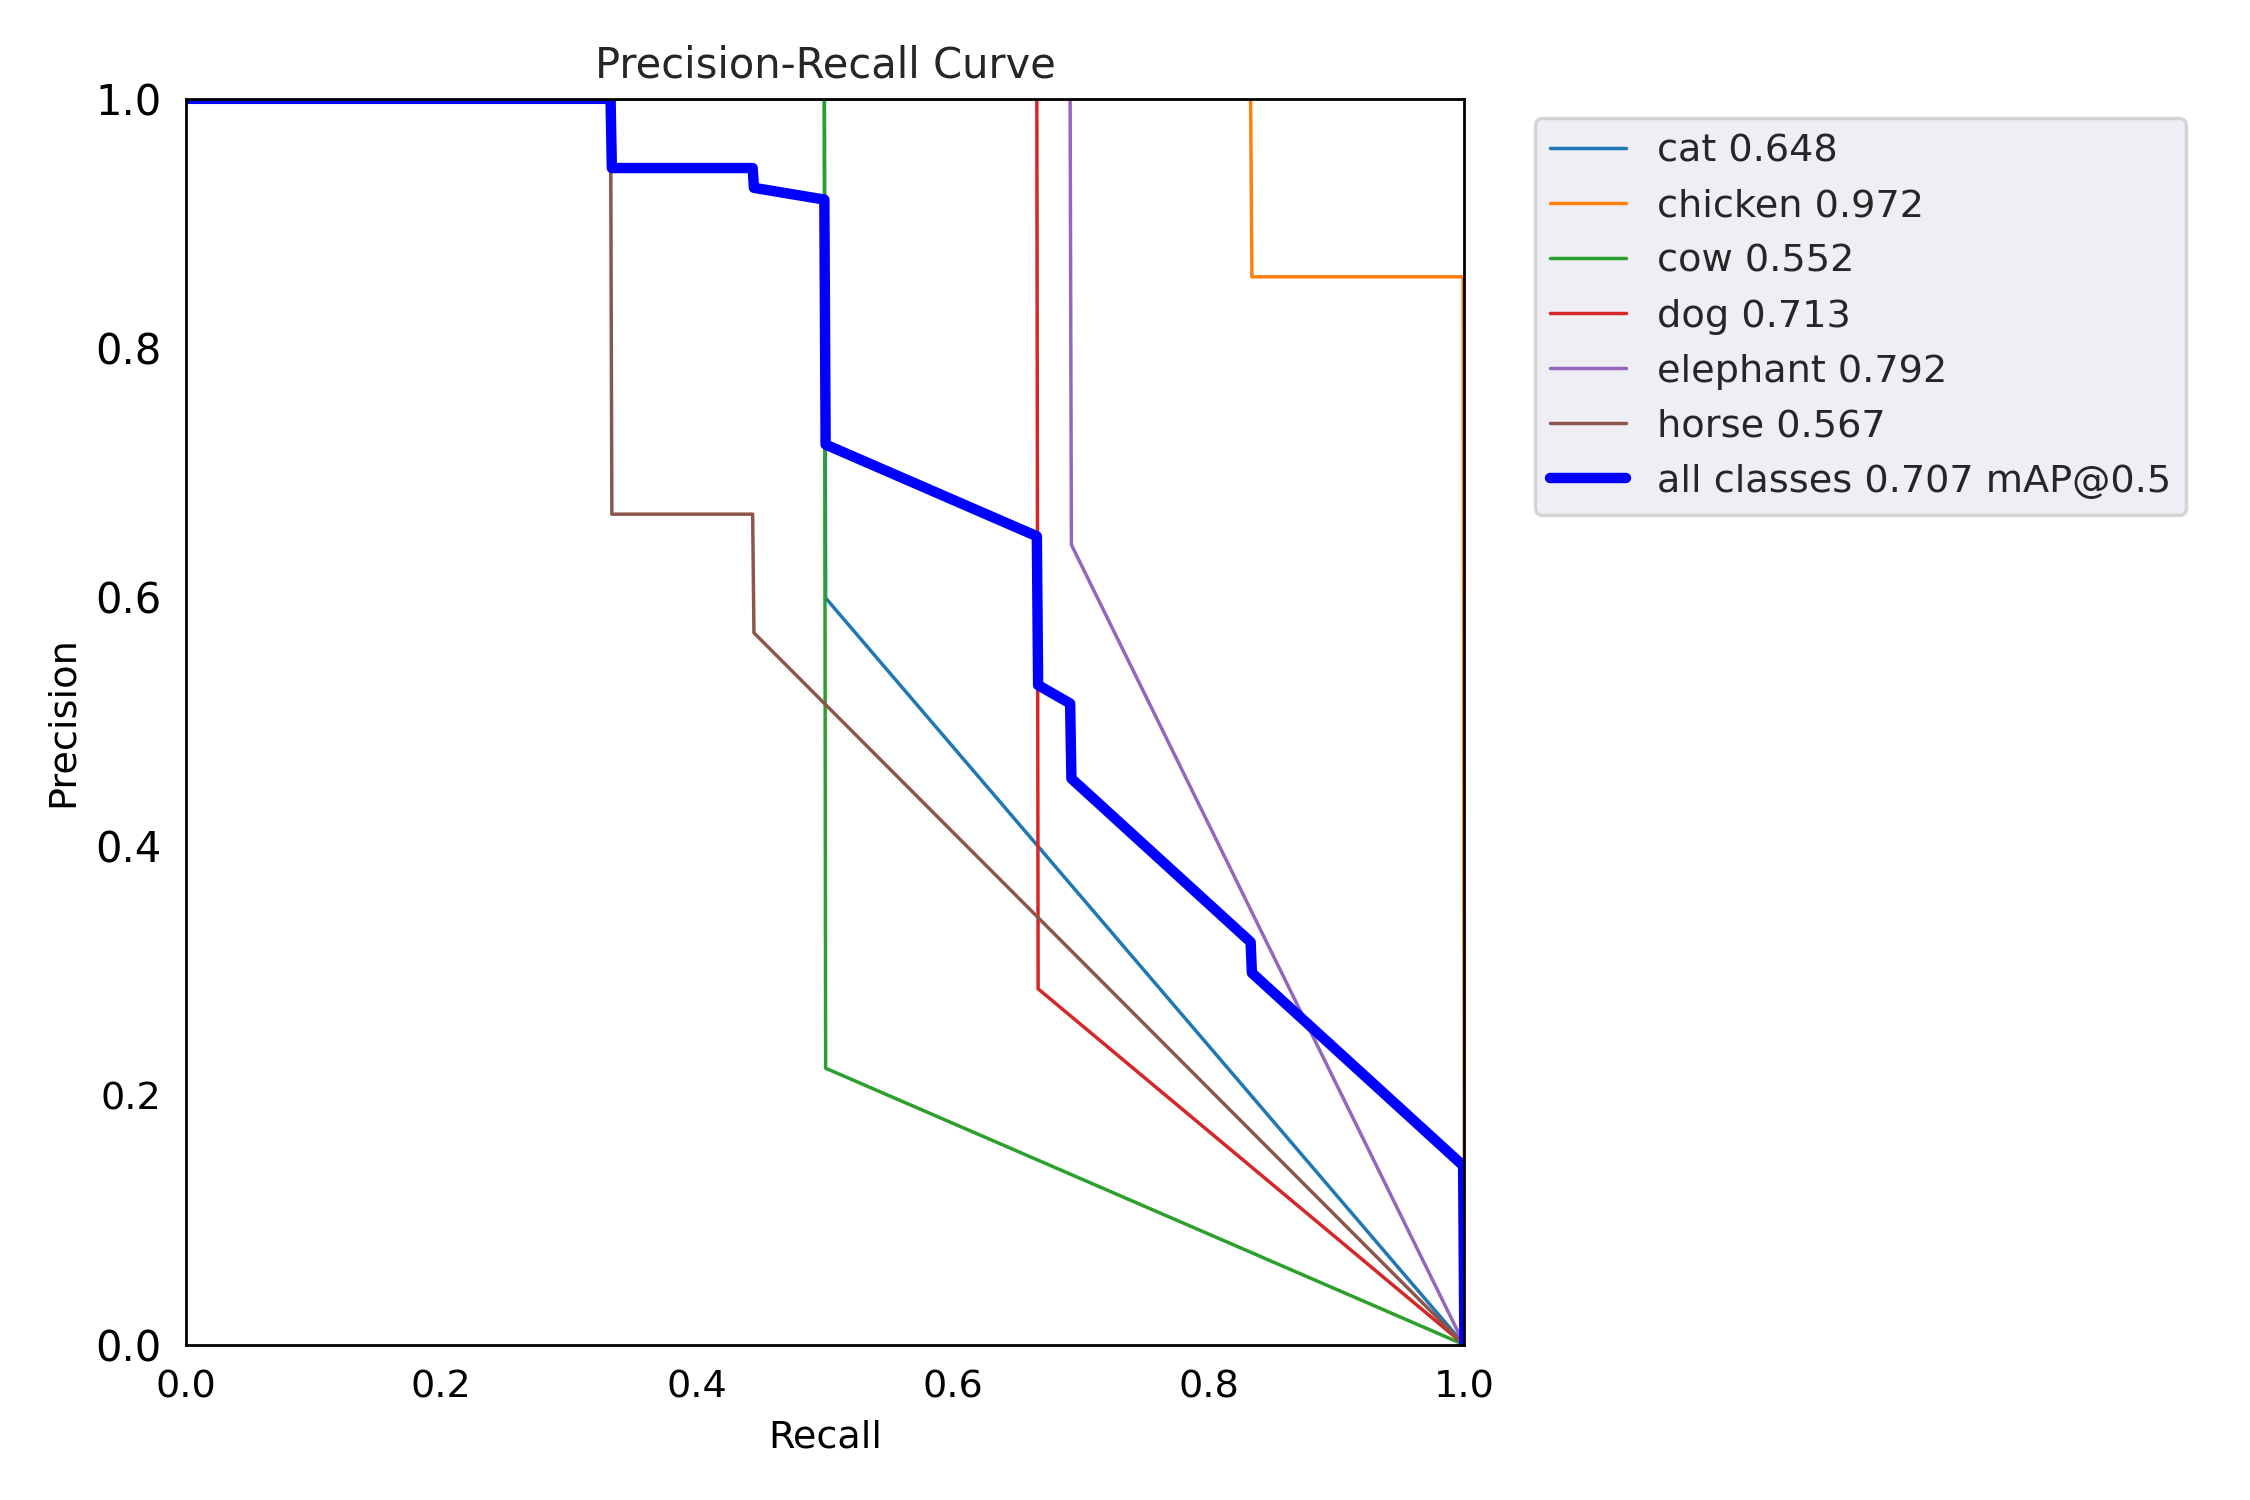 Precision-Recall Curve
1.0
0.8
0.6
0.4
0.2
0.0
Precision
0.0 0.2 0.4 0.6 0.8 1.0
Recall
cat 0.648
chicken 0.972
cow 0.552
dog 0.713
elephant 0.792
horse 0.567
all classes 0.707 mAP@0.5